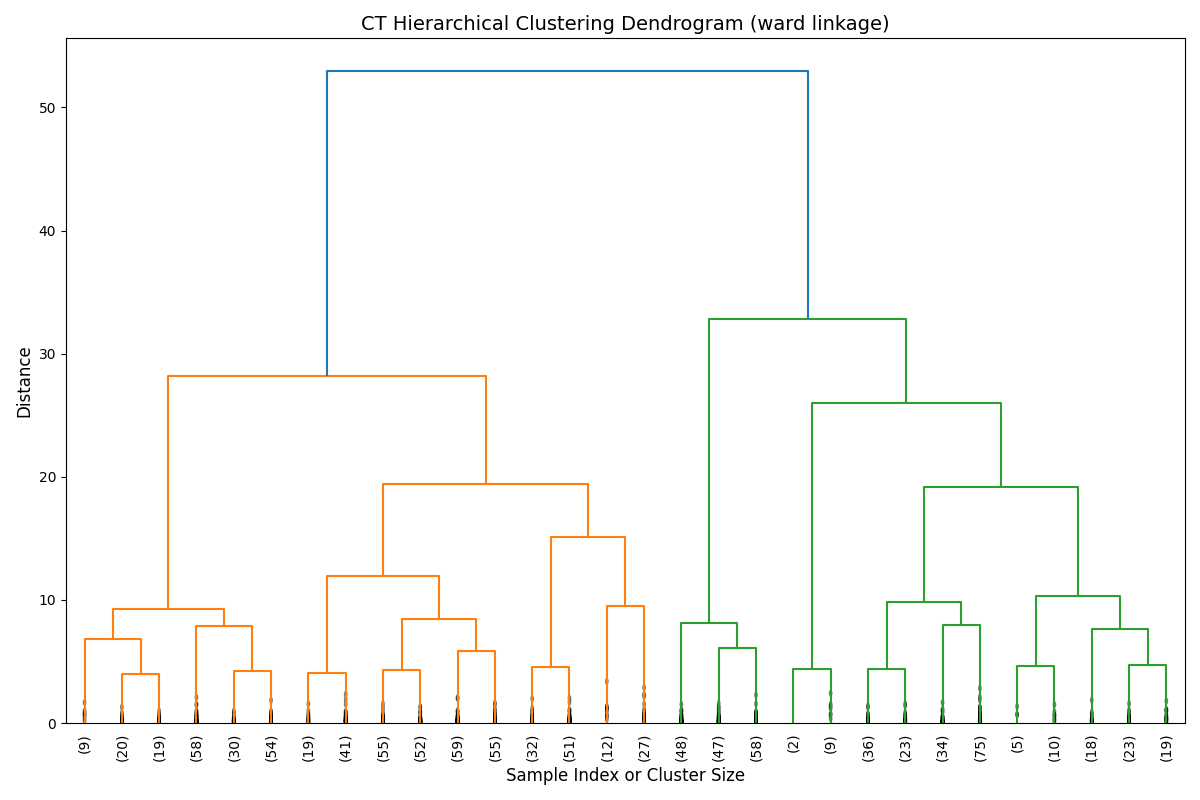 CT Hierarchical Clustering Dendrogram (ward linkage)
Distance
50
40
30
20
10
0
(9) (20) (19) (58) (30) (54) (19) (41) (55) (52) (59) (55) (32) (51) (12) (27) (48) (47) (58) (2) (9) (36) (23) (34) (75) (5) (10) (18) (23) (19)
Sample Index or Cluster Size